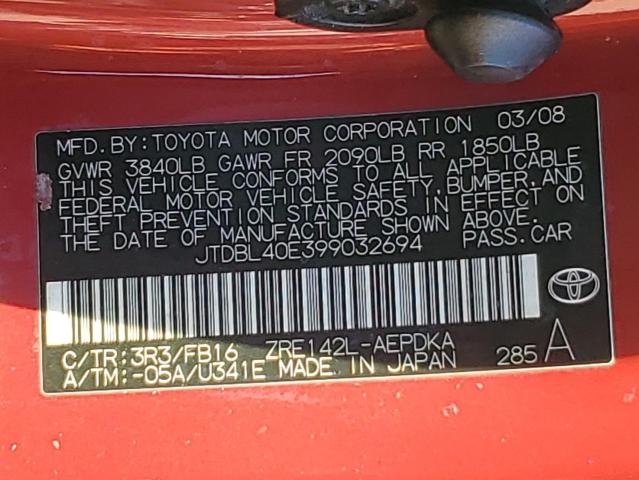 MFD. BY: TOYOTA MOTOR CORPORATION 03/08
GVWR 3840LB GAWR FR 2090LB RR 1850LB
THIS VEHICLE CONFORMS TO ALL APPLICABLE
FEDERAL MOTOR VEHICLE SAFETY, BUMPER, AND
THEFT PREVENTION STANDARDS IN EFFECT ON
THE DATE OF MANUFACTURE SHOWN ABOVE.
JTDBL40E399032694 PASS. CAR
C/TR: 3R3/FB16 ZRE142L-AEPDKA
A/TM: -05A/U341E MADE IN JAPAN 285 A